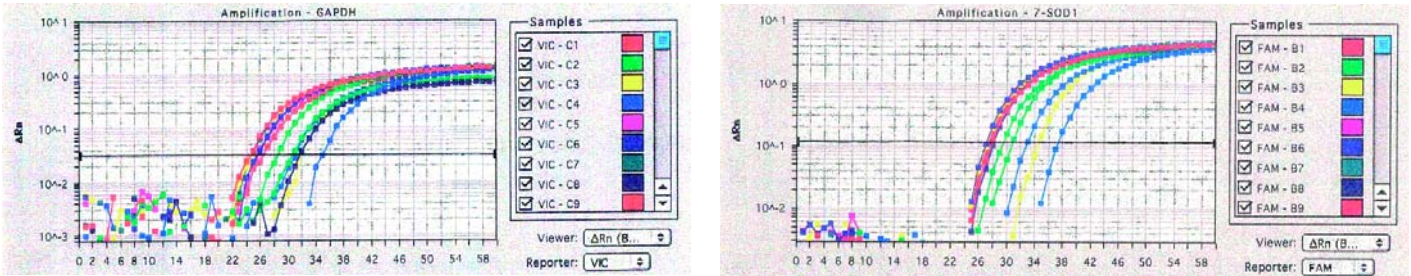 Amplification - GAPDH
10^1
10^0
10^-1
10^-2
10^-3
ΔRn
0 2 4 6 8 10 14 18 22 26 30 34 38 42 46 50 54 58
Samples
VIC - C1
VIC - C2
VIC - C3
VIC - C4
VIC - C5
VIC - C6
VIC - C7
VIC - C8
VIC - C9
Viewer: ΔRn (B...
Reporter: VIC
Amplification - 7-SOD1
10^1
10^0
10^-1
10^-2
ΔRn
0 2 4 6 8 10 14 18 22 26 30 34 38 42 46 50 54 58
Samples
FAM - B1
FAM - B2
FAM - B3
FAM - B4
FAM - B5
FAM - B6
FAM - B7
FAM - B8
FAM - B9
Viewer: ΔRn (B...
Reporter: FAM